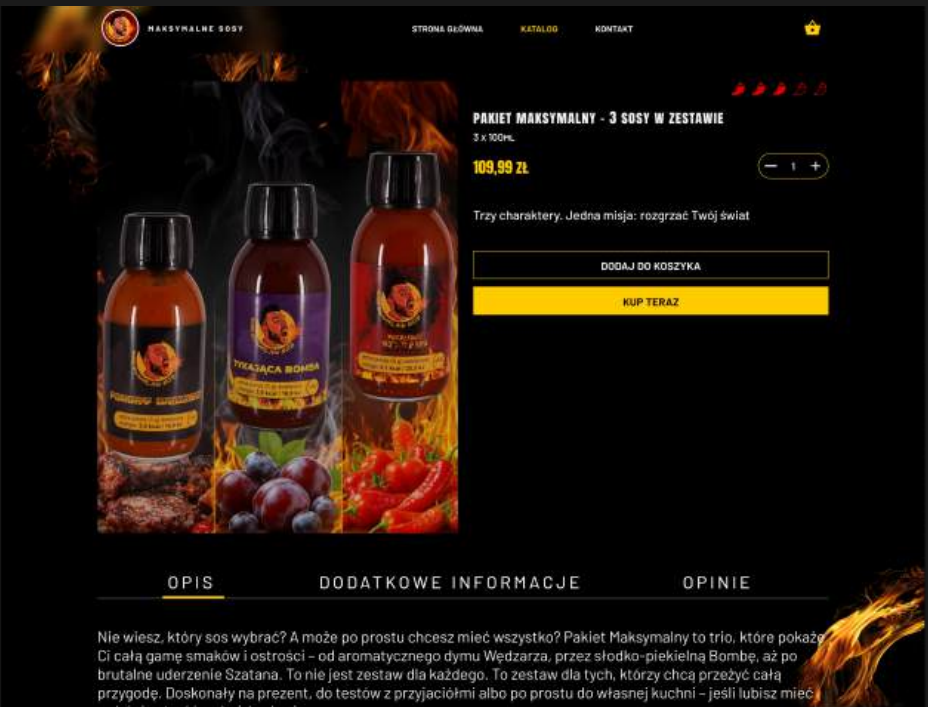 MAKSYMALNE SOSY
STRONA GŁÓWNA
KATALOG
KONTAKT
PAKIET MAKSYMALNY - 3 SOSY W ZESTAWIE
3 X 100ML
109,99 ZŁ
1
Trzy charaktery. Jedna misja: rozgrzać Twój świat
DODAJ DO KOSZYKA
KUP TERAZ
TYKAJĄCA BOMBA
OPIS
DODATKOWE INFORMACJE
OPINIE
Nie wiesz, który sos wybrać? A może po prostu chcesz mieć wszystko? Pakiet Maksymalny to trio, które pokaże
Ci całą gamę smaków i ostrości – od aromatycznego dymu Wędzarza, przez słodko-piekielną Bombę, aż po
brutalne uderzenie Szatana. To nie jest zestaw dla każdego. To zestaw dla tych, którzy chcą przeżyć całą
przygodę. Doskonały na prezent, do testów z przyjaciółmi albo po prostu do własnej kuchni – jeśli lubisz mieć